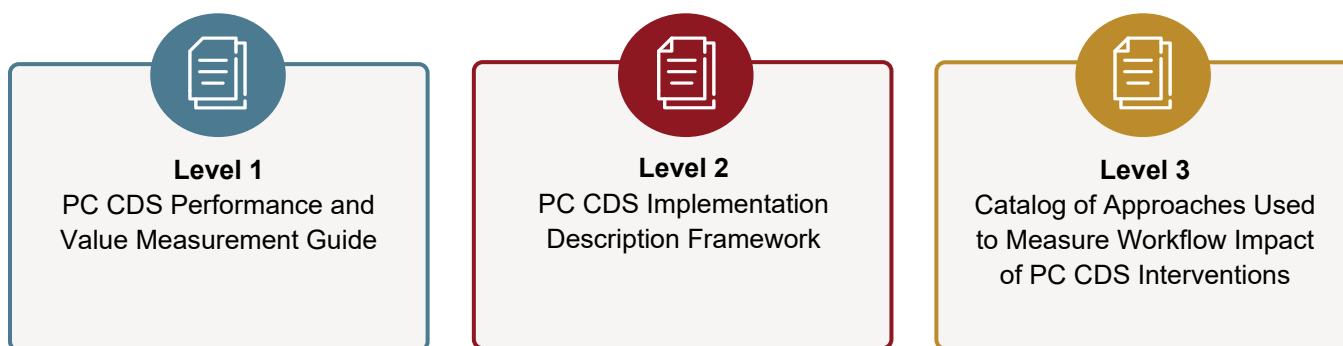 Level 1
PC CDS Performance and
Value Measurement Guide
Level 2
PC CDS Implementation
Description Framework
Level 3
Catalog of Approaches Used
to Measure Workflow Impact
of PC CDS Interventions